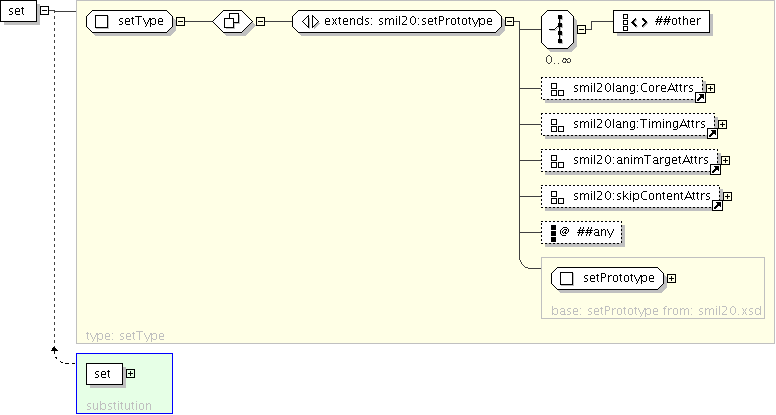 set
setType
extends: smil20:setPrototype
##other
0..∞
smil20lang:CoreAttrs
smil20lang:TimingAttrs
smil20:animTargetAttrs
smil20:skipContentAttrs
@ ##any
setPrototype
base: setPrototype from: smil20.xsd
type: setType
set
substitution